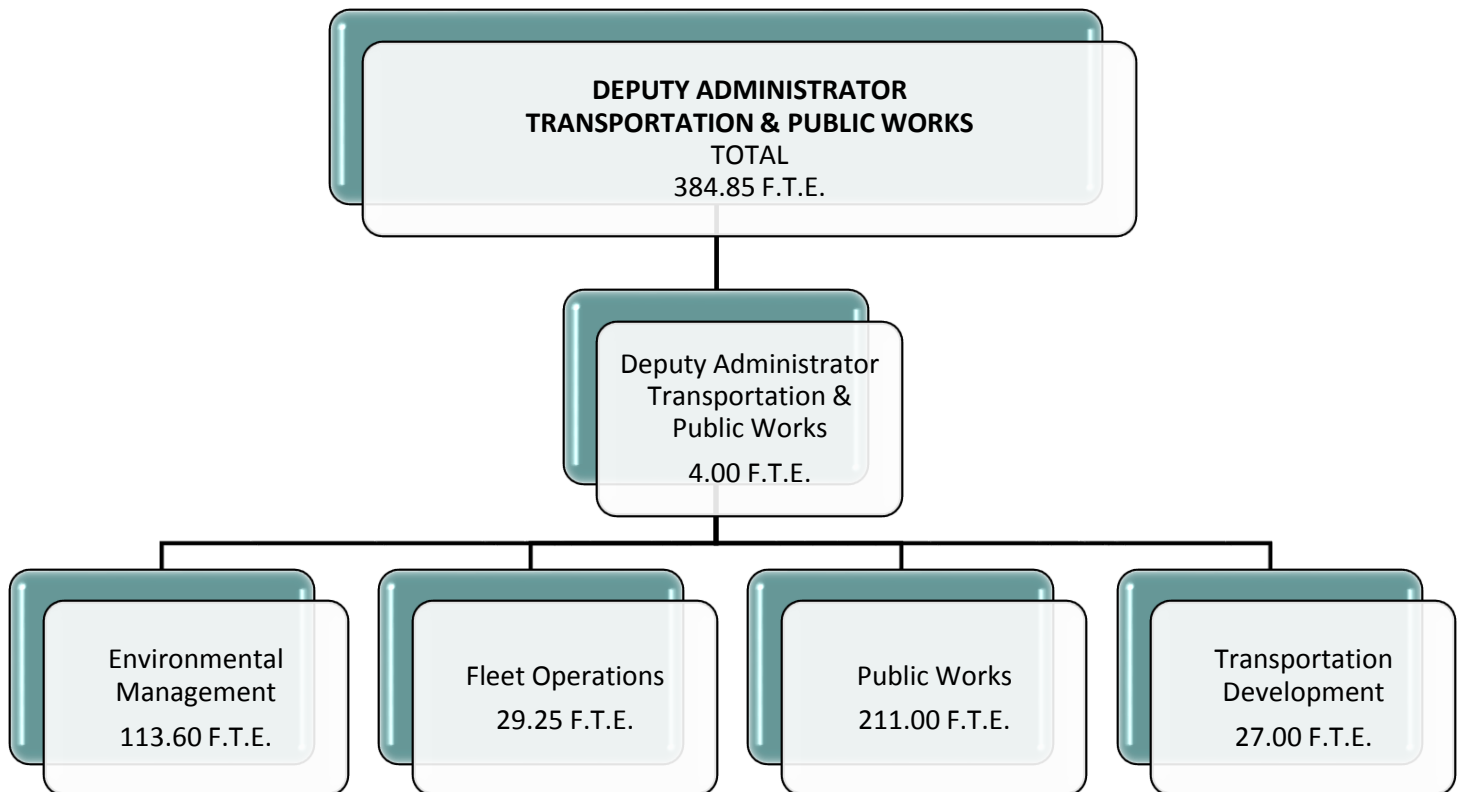 DEPUTY ADMINISTRATOR
TRANSPORTATION & PUBLIC WORKS
TOTAL
384.85 F.T.E.
Deputy Administrator
Transportation &
Public Works
4.00 F.T.E.
Environmental
Management
113.60 F.T.E.
Fleet Operations
29.25 F.T.E.
Public Works
211.00 F.T.E.
Transportation
Development
27.00 F.T.E.